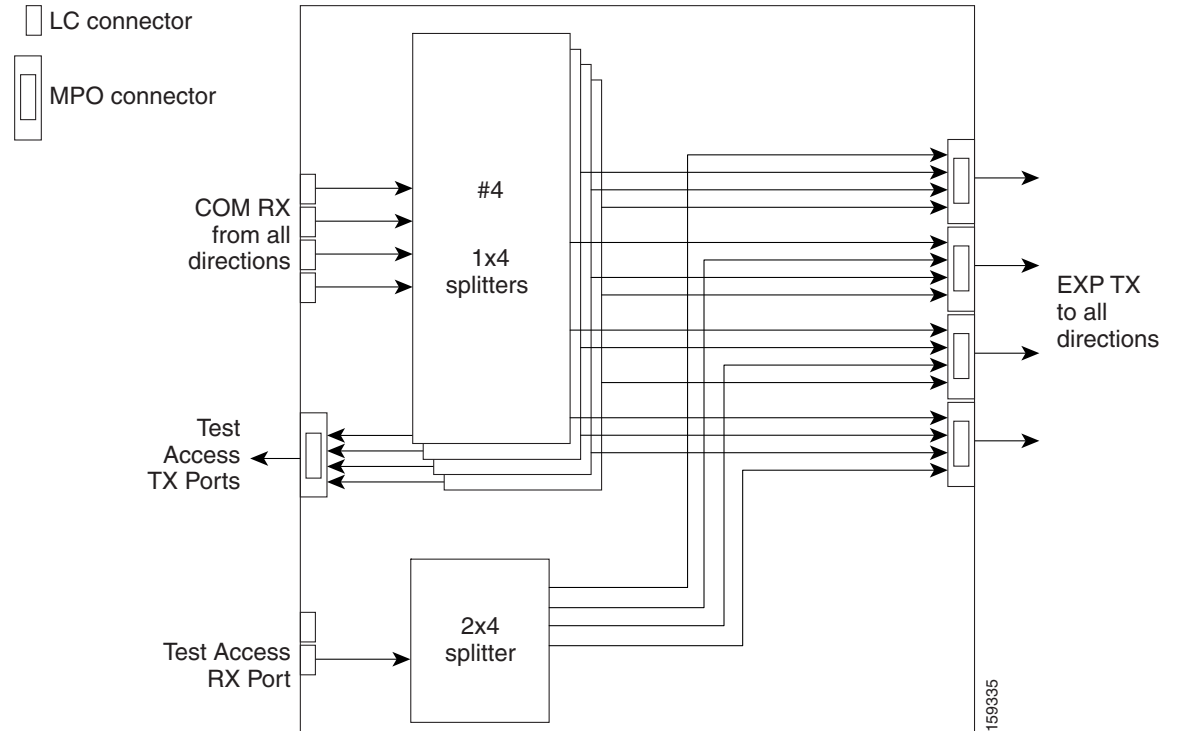 LC connector
MPO connector
COM RX
from all
directions
#4
1x4
splitters
EXP TX
to all
directions
Test
Access
TX Ports
2x4
splitter
Test Access
RX Port
159335